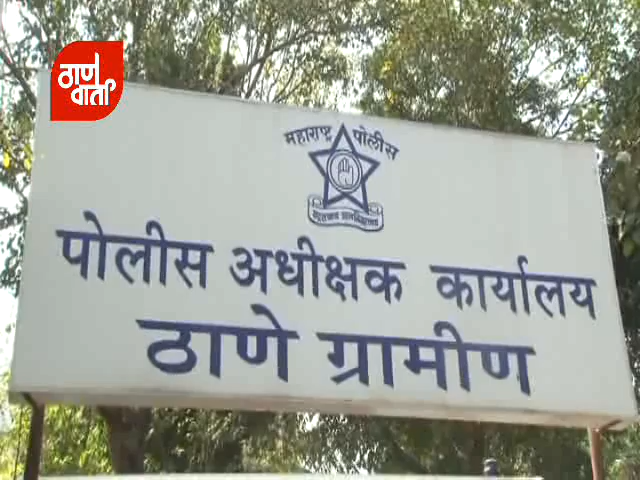 ठाणे
वार्ता
महाराष्ट्र पोलीस
पोलीस अधीक्षक कार्यालय
ठाणे ग्रामीण